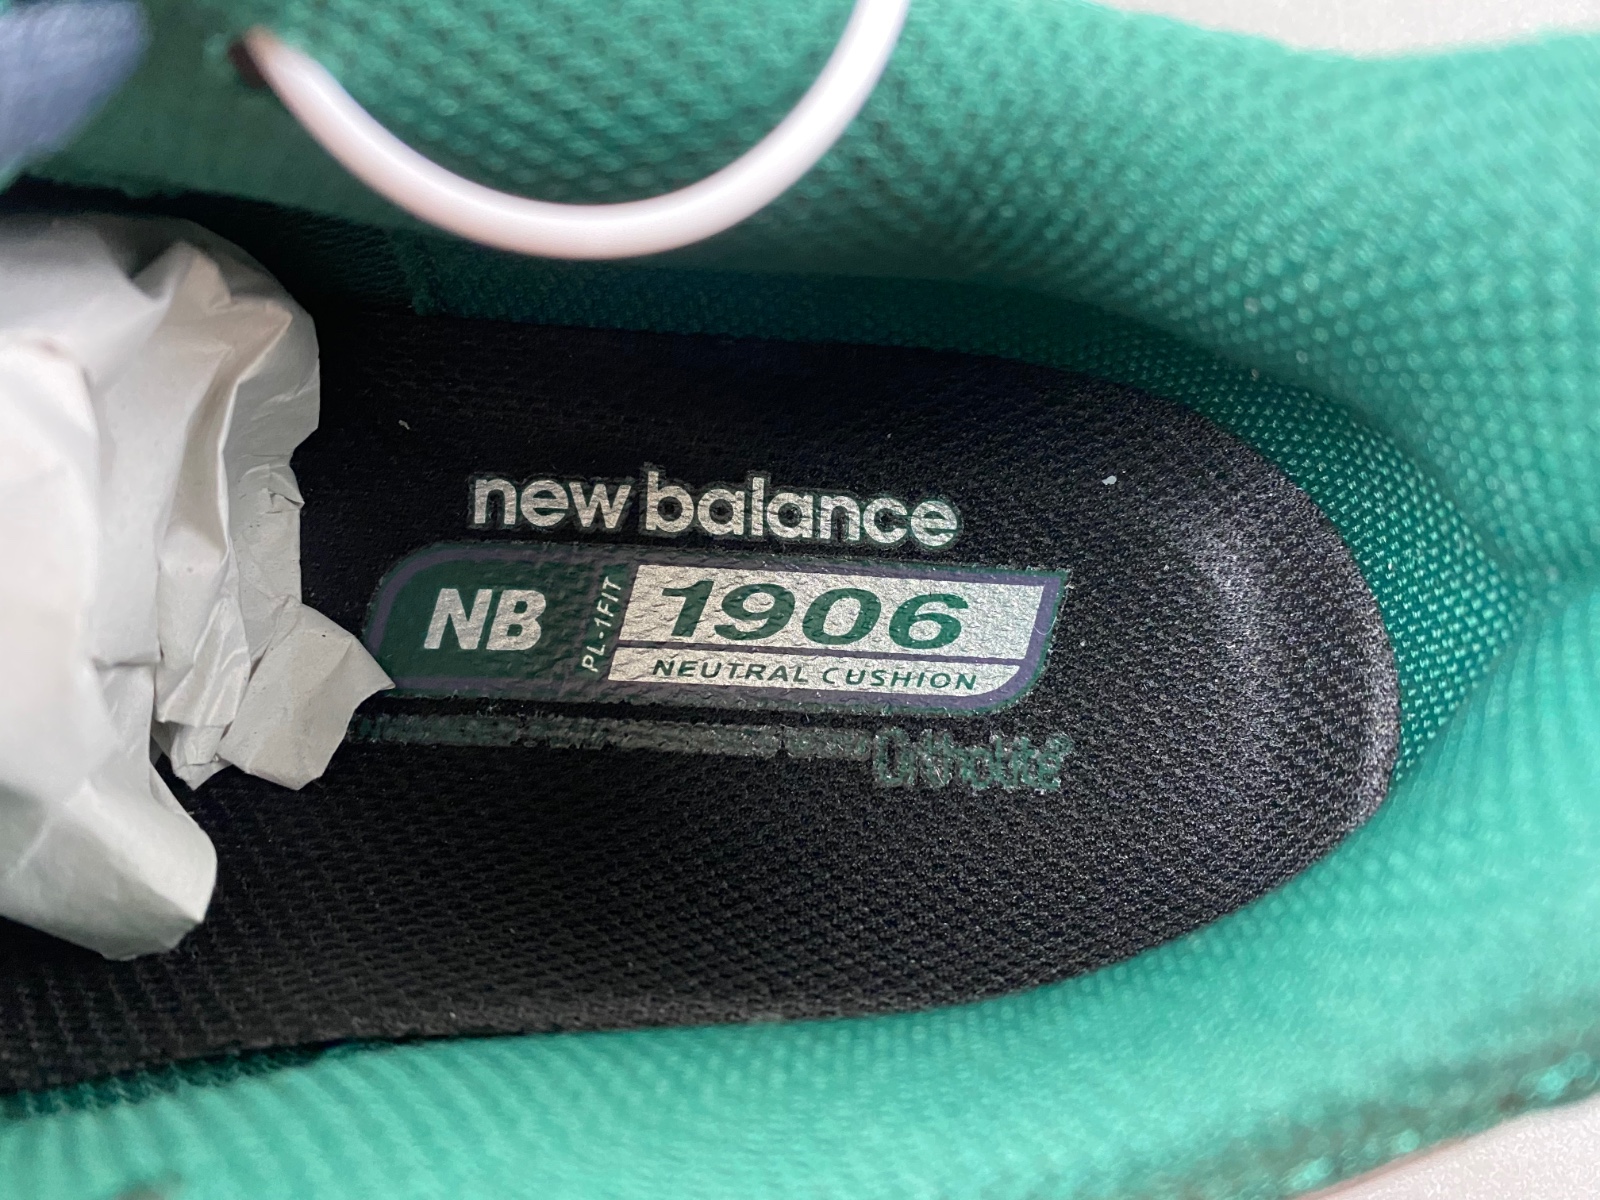 new balance
NB PL-1FIT 1906
NEUTRAL CUSHION
Ortholite